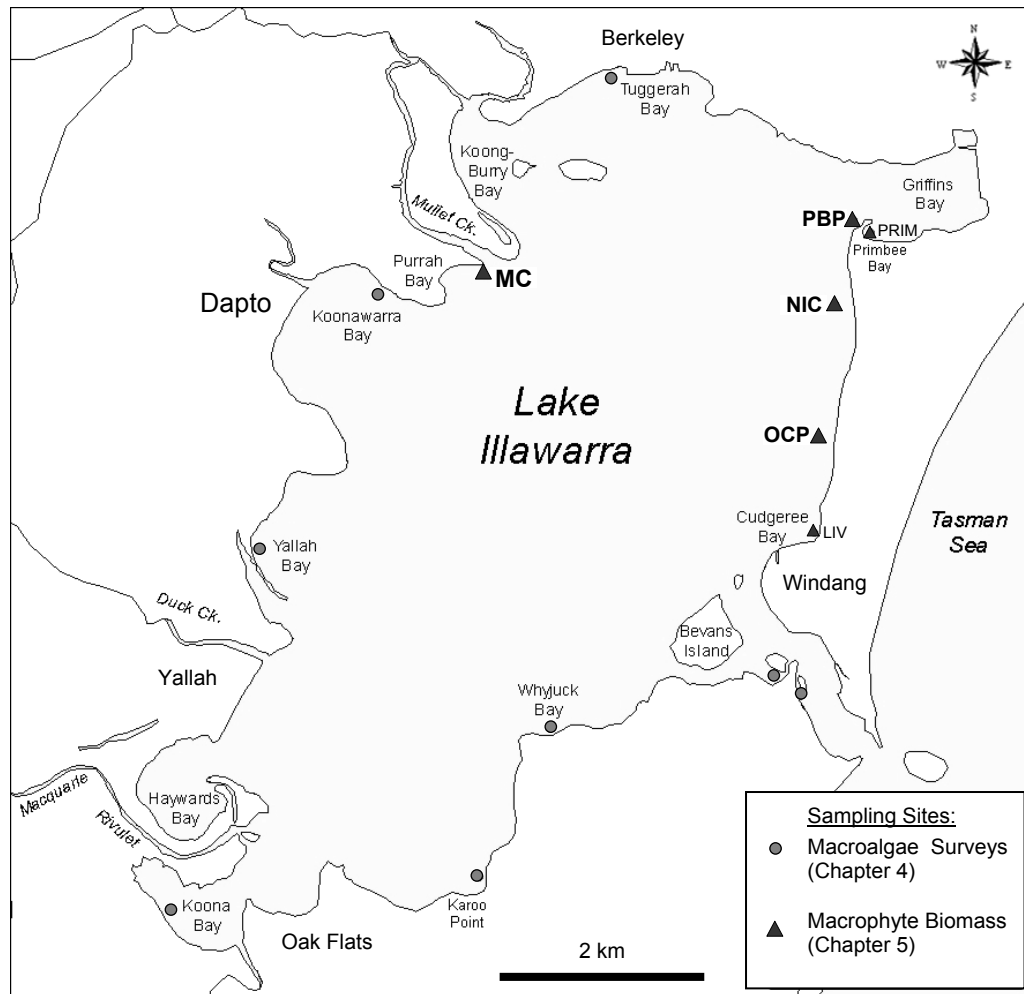 Berkeley
N
W
E
S
Tuggerah
Bay
Koong-
Burry
Bay
Griffins
Bay
Mullet Ck.
PBP
PRIM
Primbee
Bay
Purrah
Bay
MC
Dapto
Koonawarra
Bay
NIC
Lake
Illawarra
OCP
Cudgeree
Bay
LIV
Tasman
Sea
Yallah
Bay
Windang
Duck Ck.
Bevans
Island
Yallah
Whyjuck
Bay
Macquarie
Rivulet
Haywards
Bay
Koona
Bay
Karoo
Point
Oak Flats
2 km
Sampling Sites:
Macroalgae Surveys
(Chapter 4)
Macrophyte Biomass
(Chapter 5)